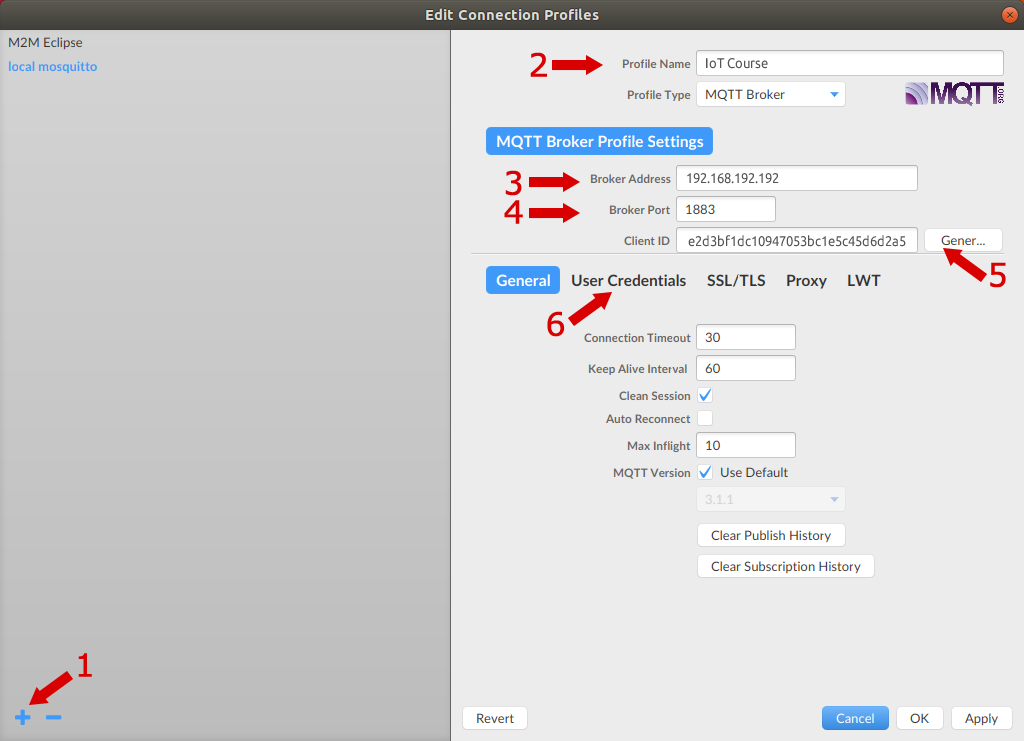 Edit Connection Profiles
M2M Eclipse
local mosquitto
1
2 Profile Name IoT Course
Profile Type MQTT Broker
MQTT.ORG
MQTT Broker Profile Settings
3 Broker Address 192.168.192.192
4 Broker Port 1883
Client ID e2d3bf1dc10947053bc1e5c45d6d2a5 Gener...
5
General User Credentials SSL/TLS Proxy LWT
6
Connection Timeout 30
Keep Alive Interval 60
Clean Session
Auto Reconnect
Max Inflight 10
MQTT Version Use Default
3.1.1
Clear Publish History
Clear Subscription History
Revert Cancel OK Apply